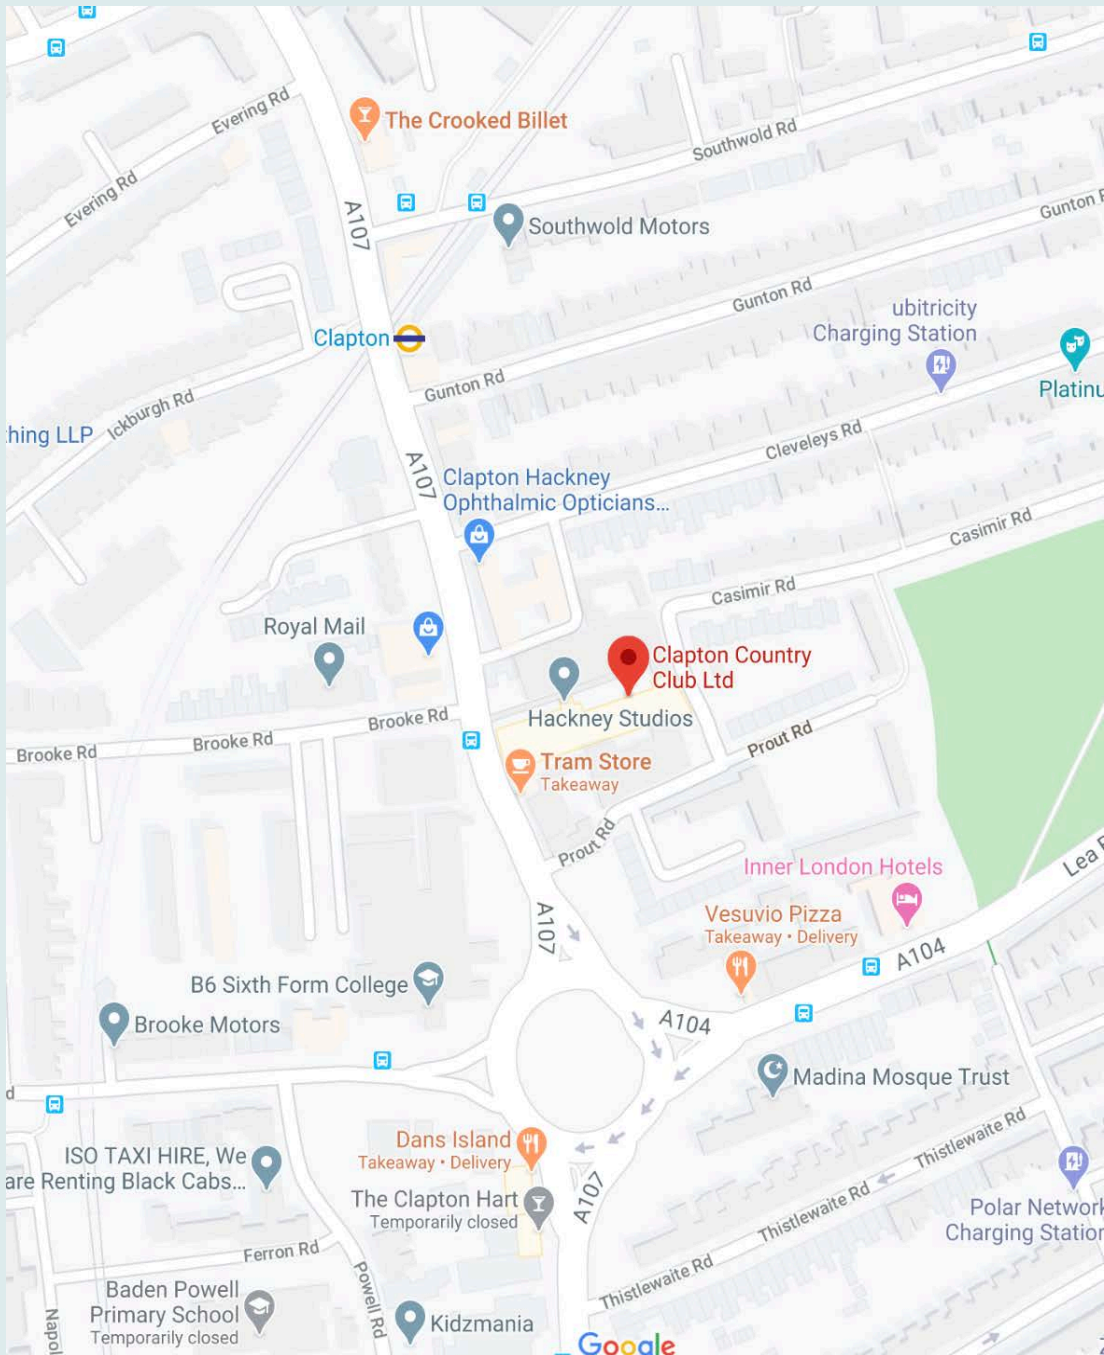 Evering Rd
The Crooked Billet
Southwold Rd
Evering Rd
A107
Southwold Motors
Gunton R
Gunton Rd
ubitricity
Charging Station
Clapton
Gunton Rd
Platinu
Ickburgh Rd
thing LLP
Cleveleys Rd
A107
Clapton Hackney
Ophthalmic Opticians...
Casimir Rd
Casimir Rd
Royal Mail
Clapton Country
Club Ltd
Hackney Studios
Brooke Rd
Brooke Rd
Brooke Rd
Prout Rd
Tram Store
Takeaway
Prout Rd
Lea
Inner London Hotels
Vesuvio Pizza
Takeaway • Delivery
A107
A104
B6 Sixth Form College
A104
Brooke Motors
Madina Mosque Trust
d
Dans Island
Takeaway • Delivery
Thistlewaite Rd
ISO TAXI HIRE, We
are Renting Black Cabs...
The Clapton Hart
Temporarily closed
A107
Thistlewaite Rd
Polar Network
Charging Station
Ferron Rd
Thistlewaite Rd
Baden Powell
Primary School
Temporarily closed
Powell Rd
Napol
Kidzmania
Google